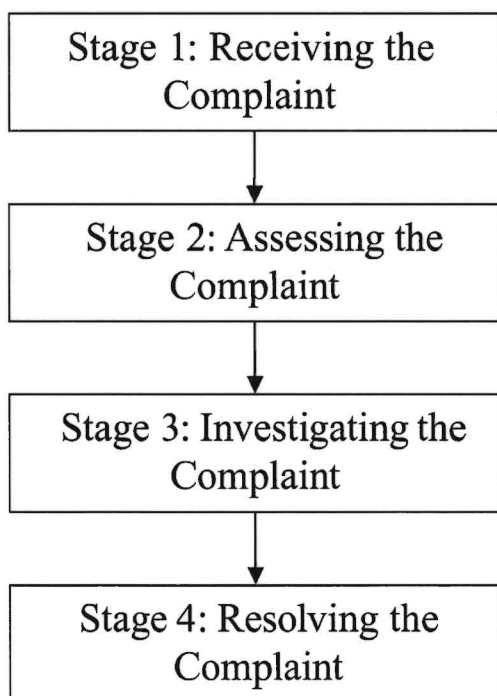 Stage 1: Receiving the
Complaint
Stage 2: Assessing the
Complaint
Stage 3: Investigating the
Complaint
Stage 4: Resolving the
Complaint